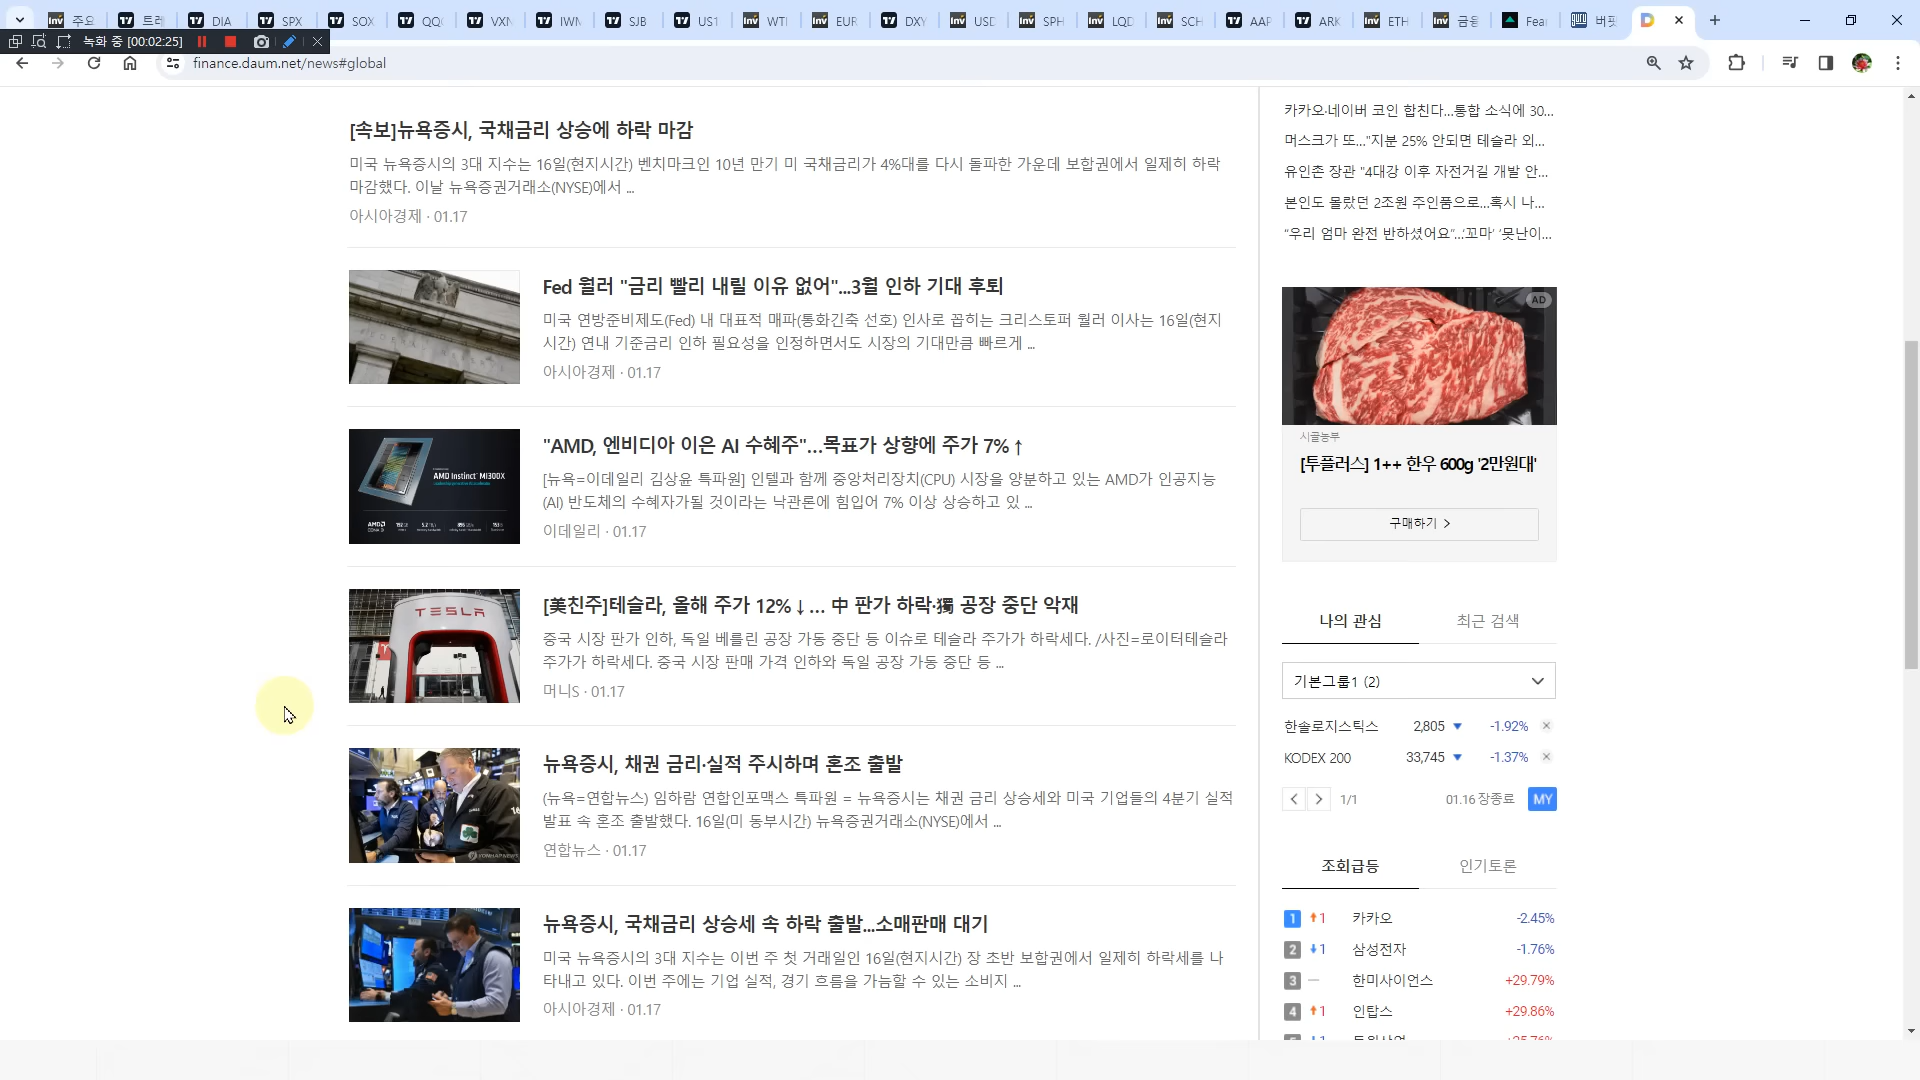 주요
트레
DIA
SPX
SOX
QQ
VXN
IWN
SJB
US1
WTI
EUR
DXY
USD
SPH
LQD
SCH
AAP
ARK
ETH
금융
Fear
버핏
녹화 중 [00:02:25]
finance.daum.net/news#global
[속보]뉴욕증시, 국채금리 상승에 하락 마감
미국 뉴욕증시의 3대 지수는 16일(현지시간) 벤치마크인 10년 만기 미 국채금리가 4%대를 다시 돌파한 가운데 보합권에서 일제히 하락
마감했다. 이날 뉴욕증권거래소(NYSE)에서 ...
아시아경제 · 01.17
Fed 월러 "금리 빨리 내릴 이유 없어"...3월 인하 기대 후퇴
미국 연방준비제도(Fed) 내 대표적 매파(통화긴축 선호) 인사로 꼽히는 크리스토퍼 월러 이사는 16일(현지
시간) 연내 기준금리 인하 필요성을 인정하면서도 시장의 기대만큼 빠르게 ...
아시아경제 · 01.17
"AMD, 엔비디아 이은 AI 수혜주"...목표가 상향에 주가 7%↑
[뉴욕=이데일리 김상윤 특파원] 인텔과 함께 중앙처리장치(CPU) 시장을 양분하고 있는 AMD가 인공지능
(AI) 반도체의 수혜자가될 것이라는 낙관론에 힘입어 7% 이상 상승하고 있 ...
이데일리 · 01.17
AMD Instinct MI300X
AMD
TESLA
[美친주]테슬라, 올해 주가 12%↓... 中 판가 하락·獨 공장 중단 악재
중국 시장 판가 인하, 독일 베를린 공장 가동 중단 등 이슈로 테슬라 주가가 하락세다. /사진=로이터테슬라
주가가 하락세다. 중국 시장 판매 가격 인하와 독일 공장 가동 중단 등 ...
머니S · 01.17
뉴욕증시, 채권 금리·실적 주시하며 혼조 출발
(뉴욕=연합뉴스) 임하람 연합인포맥스 특파원 = 뉴욕증시는 채권 금리 상승세와 미국 기업들의 4분기 실적
발표 속 혼조 출발했다. 16일(미 동부시간) 뉴욕증권거래소(NYSE)에서 ...
연합뉴스 · 01.17
YONHAPNEWS
뉴욕증시, 국채금리 상승세 속 하락 출발...소매판매 대기
미국 뉴욕증시의 3대 지수는 이번 주 첫 거래일인 16일(현지시간) 장 초반 보합권에서 일제히 하락세를 나
타내고 있다. 이번 주에는 기업 실적, 경기 흐름을 가늠할 수 있는 소비지 ...
아시아경제 · 01.17
카카오·네이버 코인 합친다...통합 소식에 30...
머스크가 또..."지분 25% 안되면 테슬라 외...
유인촌 장관 "4대강 이후 자전거길 개발 안...
본인도 몰랐던 2조원 주인품으로...혹시 나...
"우리 엄마 완전 반하셨어요"...'꼬마' '못난이...
AD
시골농부
[투플러스] 1++ 한우 600g '2만원대'
구매하기 >
나의 관심 최근 검색
기본그룹1 (2)
한솔로지스틱스 2,805 ▼ -1.92% ×
KODEX 200 33,745 ▼ -1.37% ×
1/1 01.16 장종료 MY
조회급등 인기토론
1 ↑1 카카오 -2.45%
2 ↓1 삼성전자 -1.76%
3 — 한미사이언스 +29.79%
4 ↑1 인탑스 +29.86%